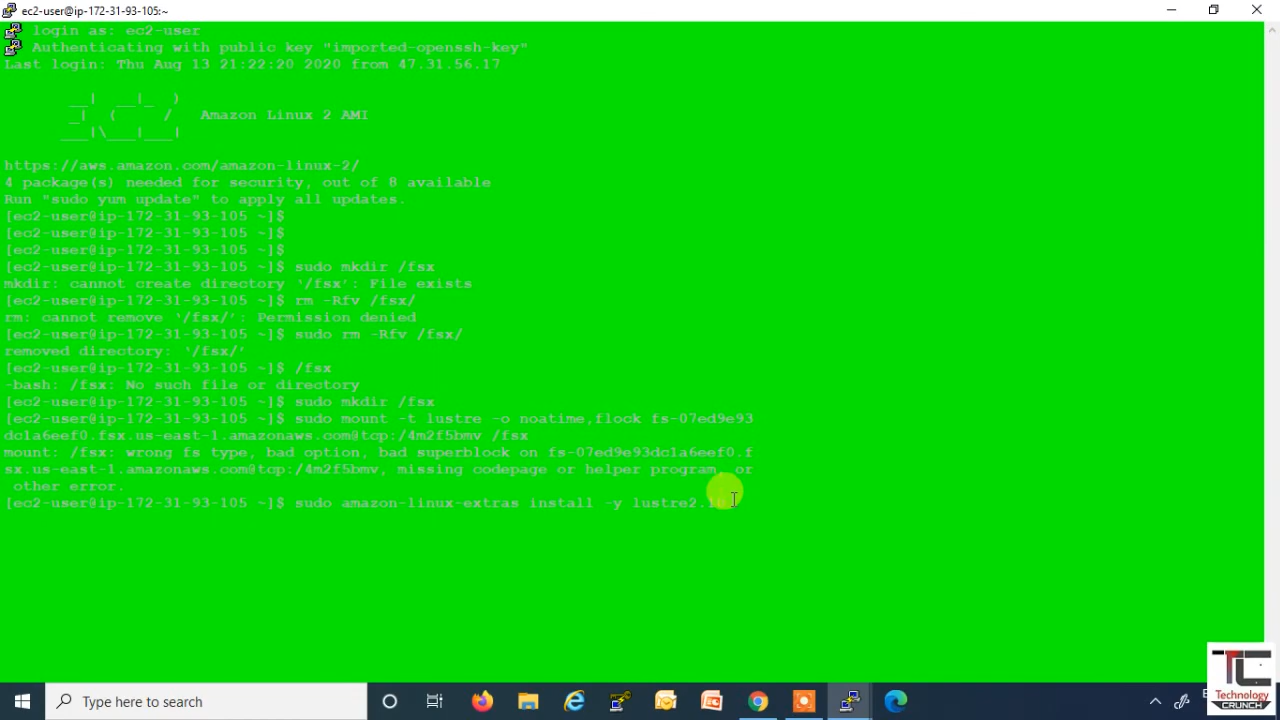 ec2-user@ip-172-31-93-105:~
login as: ec2-user
Authenticating with public key "imported-openssh-key"
Last login: Thu Aug 13 21:22:20 2020 from 47.31.56.17
__|  __|_  )
_|  (     /   Amazon Linux 2 AMI
___|\___|___|
https://aws.amazon.com/amazon-linux-2/
4 package(s) needed for security, out of 8 available
Run "sudo yum update" to apply all updates.
[ec2-user@ip-172-31-93-105 ~]$
[ec2-user@ip-172-31-93-105 ~]$
[ec2-user@ip-172-31-93-105 ~]$
[ec2-user@ip-172-31-93-105 ~]$ sudo mkdir /fsx
mkdir: cannot create directory ‘/fsx’: File exists
[ec2-user@ip-172-31-93-105 ~]$ rm -Rfv /fsx/
rm: cannot remove ‘/fsx/’: Permission denied
[ec2-user@ip-172-31-93-105 ~]$ sudo rm -Rfv /fsx/
removed directory: ‘/fsx/’
[ec2-user@ip-172-31-93-105 ~]$ /fsx
-bash: /fsx: No such file or directory
[ec2-user@ip-172-31-93-105 ~]$ sudo mkdir /fsx
[ec2-user@ip-172-31-93-105 ~]$ sudo mount -t lustre -o noatime,flock fs-07ed9e93
dc1a6eef0.fsx.us-east-1.amazonaws.com@tcp:/4m2f5bmv /fsx
mount: /fsx: wrong fs type, bad option, bad superblock on fs-07ed9e93dc1a6eef0.f
sx.us-east-1.amazonaws.com@tcp:/4m2f5bmv, missing codepage or helper program, or
other error.
[ec2-user@ip-172-31-93-105 ~]$ sudo amazon-linux-extras install -y
Type here to search
TC
Technology
CRUNCH